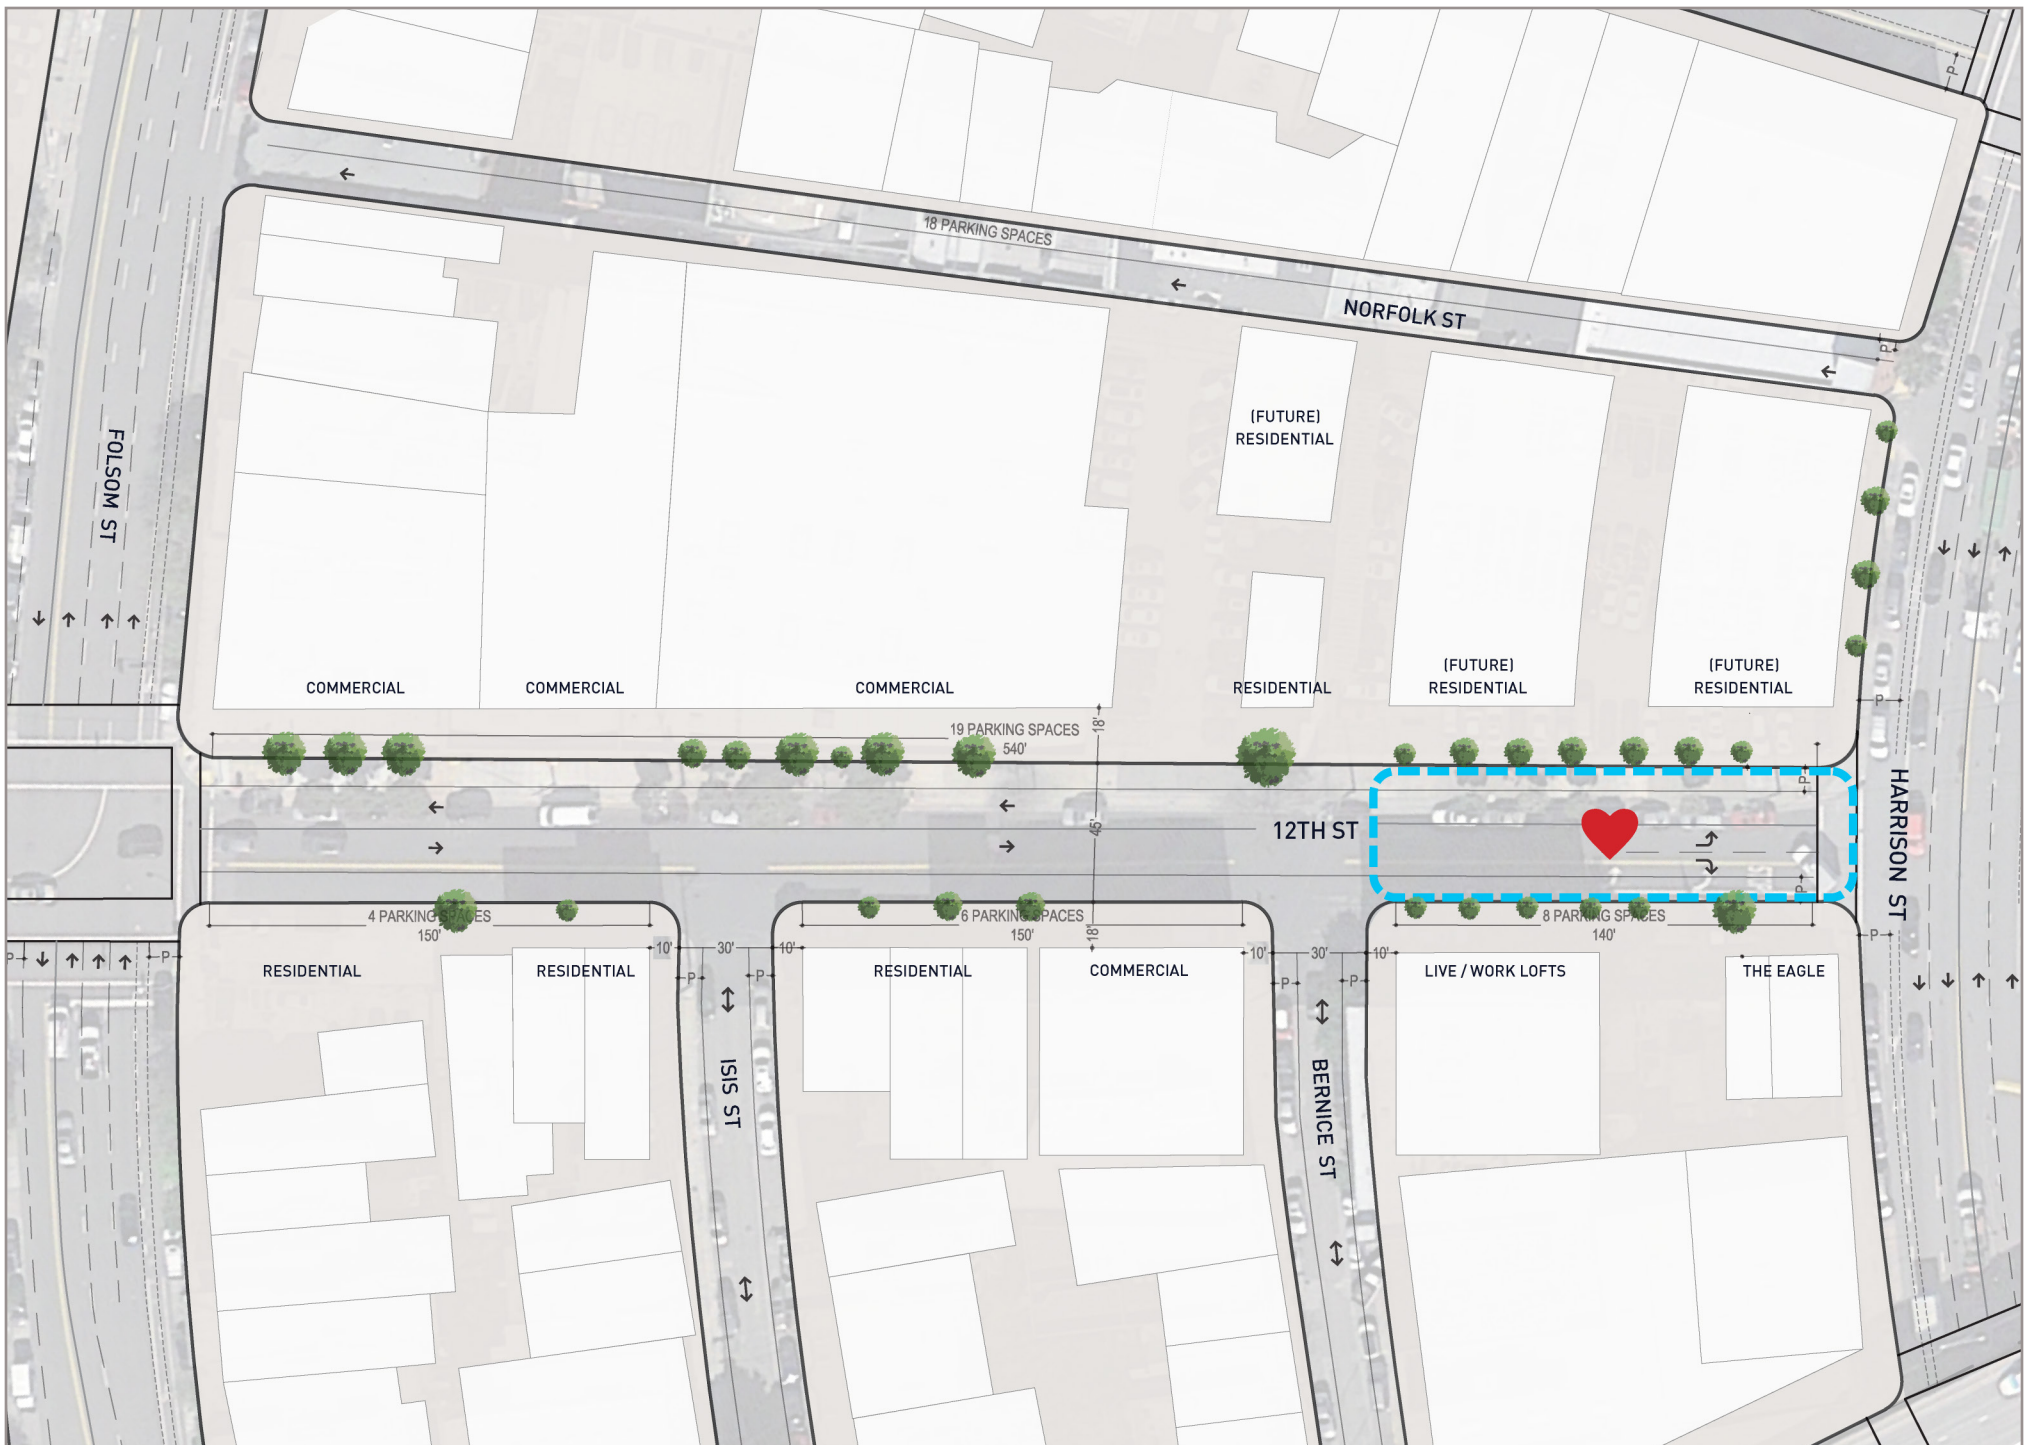 P
18 PARKING SPACES
NORFOLK ST
P
(FUTURE)
RESIDENTIAL
FOLSOM ST
COMMERCIAL
COMMERCIAL
COMMERCIAL
RESIDENTIAL
(FUTURE)
RESIDENTIAL
(FUTURE)
RESIDENTIAL
P
19 PARKING SPACES
540'
18'
P
12TH ST
45'
HARRISON ST
P
4 PARKING SPACES
150'
6 PARKING SPACES
150'
8 PARKING SPACES
140'
18'
P
P
P
10'
30'
10'
10'
30'
10'
RESIDENTIAL
RESIDENTIAL
RESIDENTIAL
COMMERCIAL
LIVE / WORK LOFTS
THE EAGLE
P
P
P
P
ISIS ST
BERNICE ST